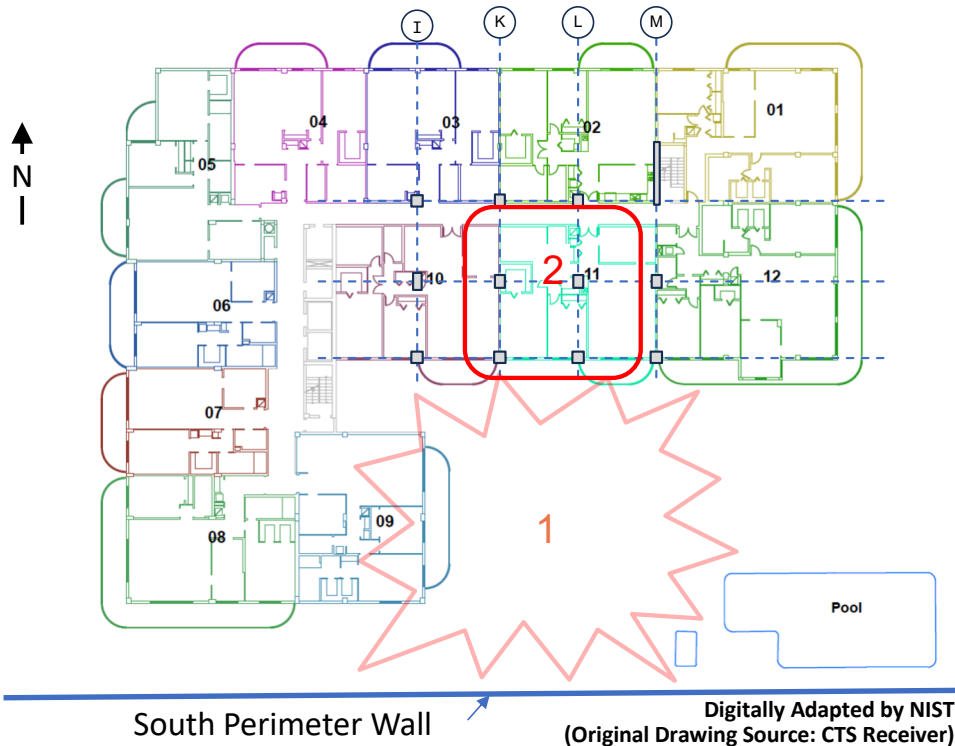 I K L M
N
01
02
03
04
05
06
07
08
09
10
11
12
2
1
Pool
South Perimeter Wall
Digitally Adapted by NIST
(Original Drawing Source: CTS Receiver)